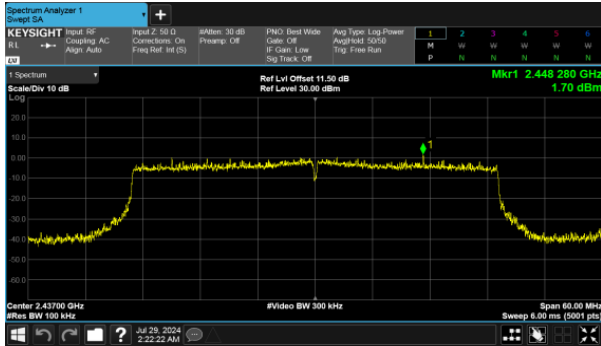 Spectrum Analyzer 1
Swept SA
KEYSIGHT
RL
Input: RF
Coupling: AC
Align: Auto
Input Z: 50 Ω
Corrections: On
Freq Ref: Int (S)
#Atten: 30 dB
Preamp: Off
PNO: Best Wide
Gate: Off
IF Gain: Low
Sig Track: Off
Avg Type: Log-Power
Avg|Hold: 50/50
Trig: Free Run
1 2 3 4 5 6
M W W W W W
P N N N N N
LXI
1 Spectrum
Scale/Div 10 dB
Ref Lvl Offset 11.50 dB
Ref Level 30.00 dBm
Mkr1 2.448 280 GHz
1.70 dBm
Log
20.0
10.0
0.00
1
-10.0
-20.0
-30.0
-40.0
-50.0
-60.0
Center 2.43700 GHz
#Res BW 100 kHz
#Video BW 300 kHz
Span 60.00 MHz
Sweep 6.00 ms (5001 pts)
?
Jul 29, 2024
2:22:22 AM